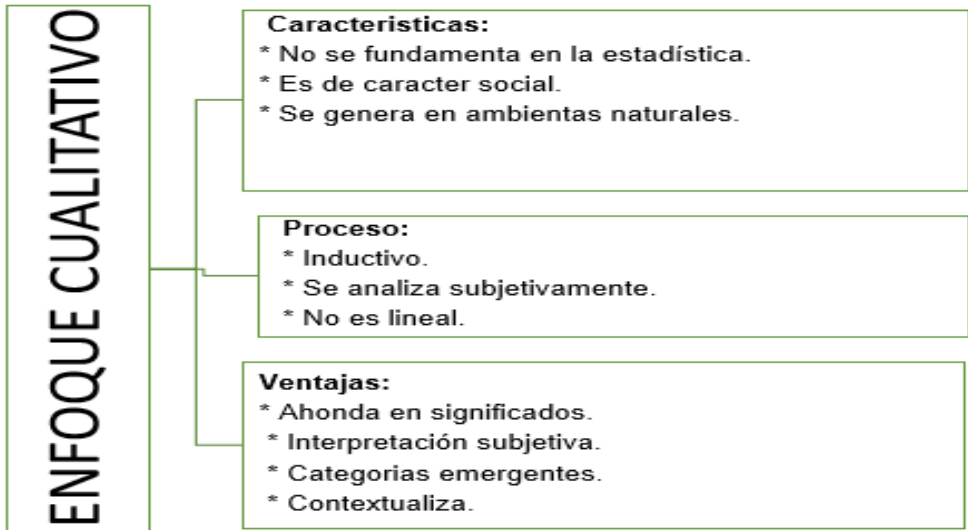 ENFOQUE CUALITATIVO
Caracteristicas:
* No se fundamenta en la estadística.
* Es de caracter social.
* Se genera en ambientas naturales.
Proceso:
* Inductivo.
* Se analiza subjetivamente.
* No es lineal.
Ventajas:
* Ahonda en significados.
* Interpretación subjetiva.
* Categorias emergentes.
* Contextualiza.